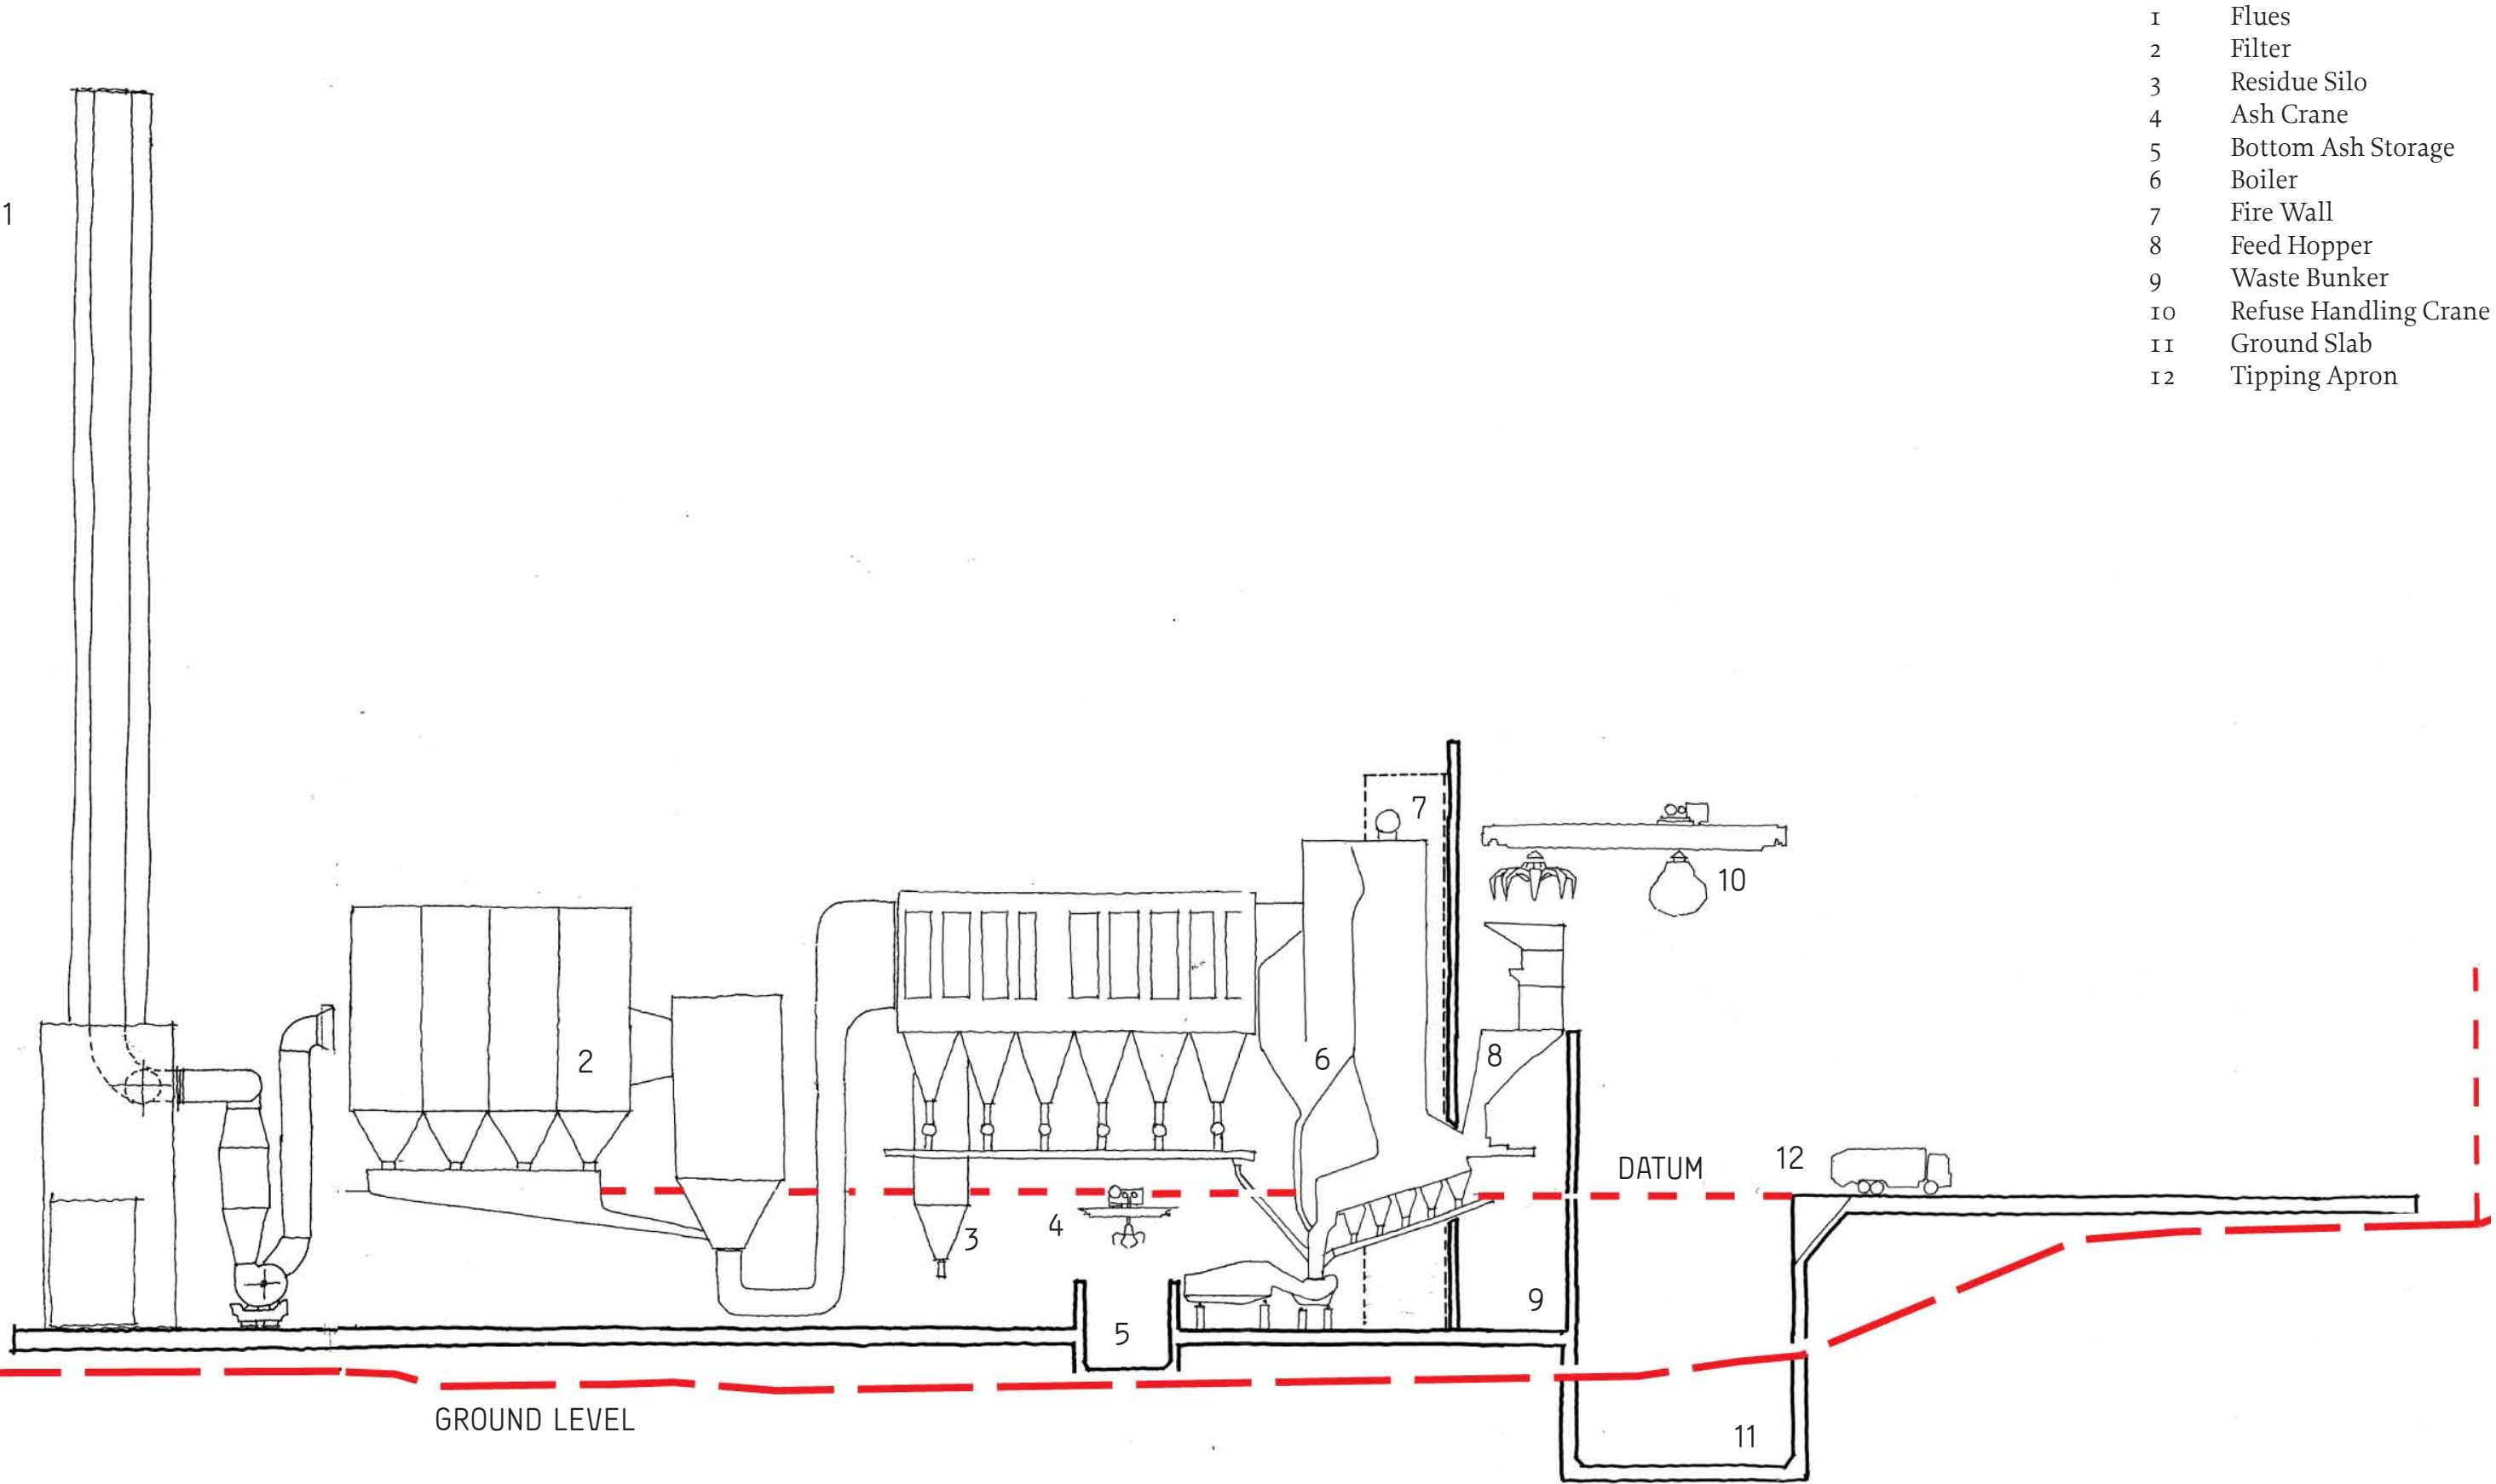 1 Flues
2 Filter
3 Residue Silo
4 Ash Crane
5 Bottom Ash Storage
6 Boiler
7 Fire Wall
8 Feed Hopper
9 Waste Bunker
10 Refuse Handling Crane
11 Ground Slab
12 Tipping Apron
1
7
10
2
6
8
DATUM
12
4
3
9
5
GROUND LEVEL
11